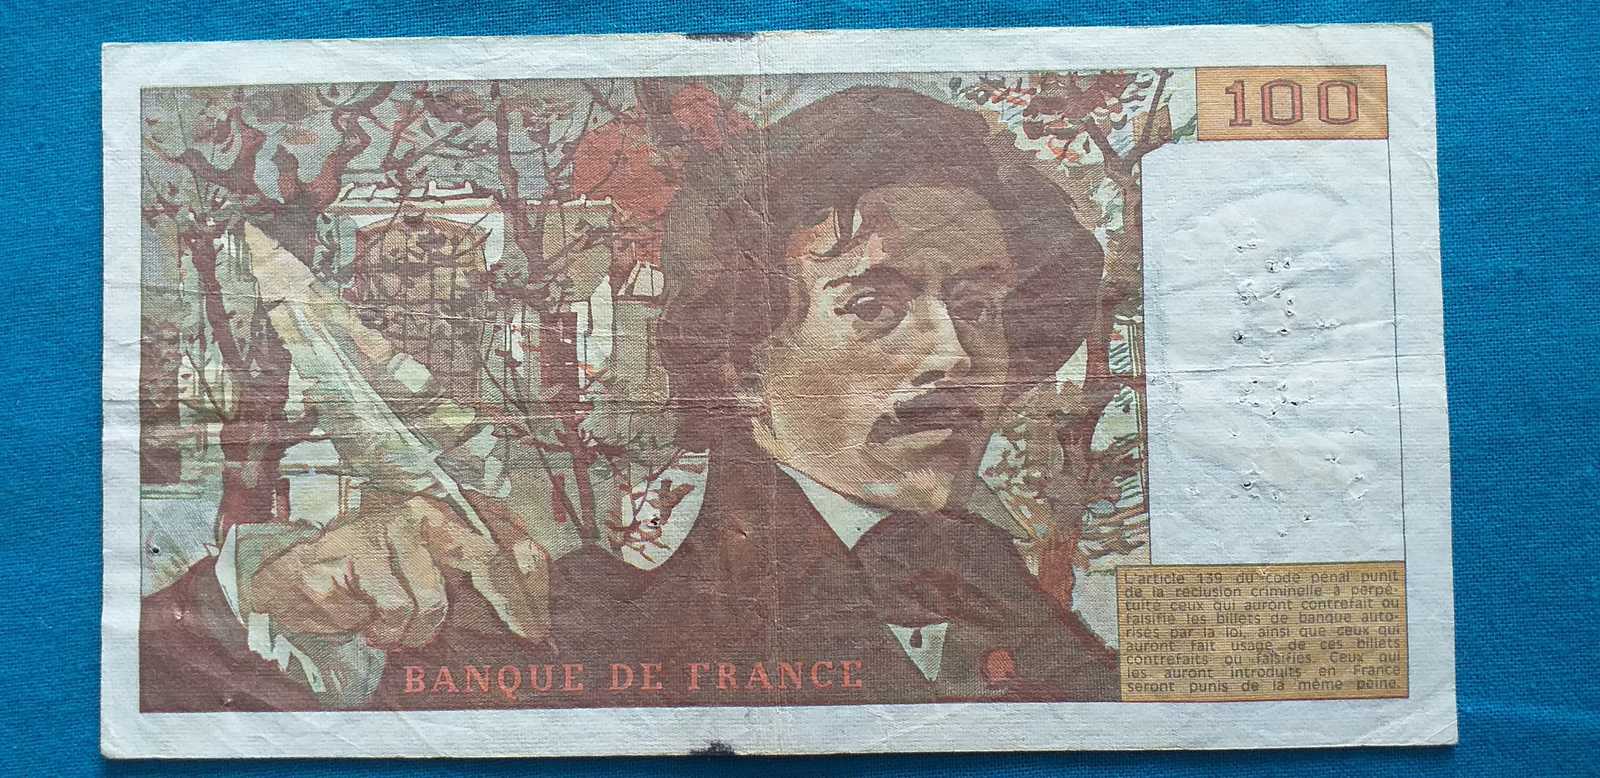 100
BANQUE DE FRANCE
L'article 139 du code pénal punit
de la réclusion criminelle à perpé-
tuité ceux qui auront contrefait ou
falsifié les billets de banque auto-
risés par la loi, ainsi que ceux qui
auront fait usage de ces billets
contrefaits ou falsifiés. Ceux qui
les auront introduits en France
seront punis de la même peine.